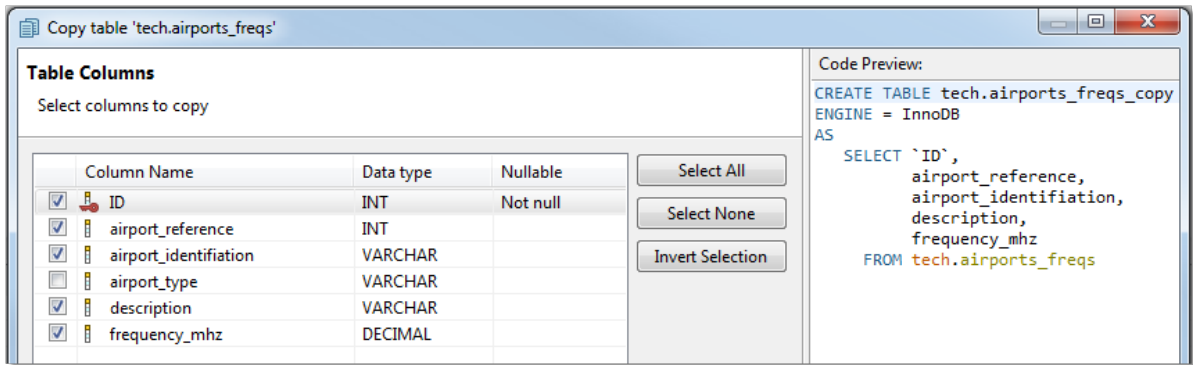 Copy table 'tech.airports_freqs'
Table Columns
Select columns to copy
Column Name Data type Nullable
ID INT Not null
airport_reference INT
airport_identifiation VARCHAR
airport_type VARCHAR
description VARCHAR
frequency_mhz DECIMAL
Select All
Select None
Invert Selection
Code Preview:
CREATE TABLE tech.airports_freqs_copy
ENGINE = InnoDB
AS
SELECT `ID`,
airport_reference,
airport_identifiation,
description,
frequency_mhz
FROM tech.airports_freqs